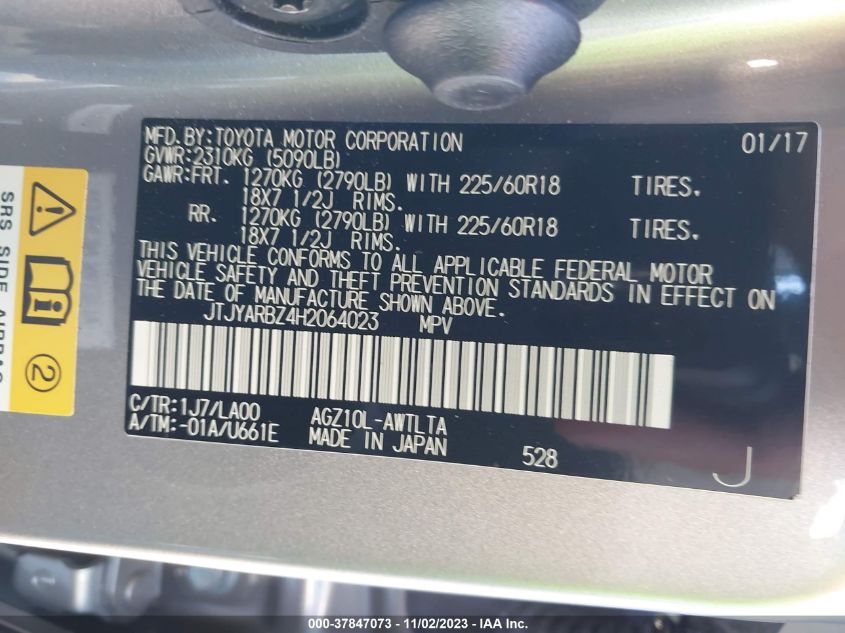 MFD.BY:TOYOTA MOTOR CORPORATION 01/17
GVWR:2310KG (5090LB)
GAWR:FRT. 1270KG (2790LB) WITH 225/60R18 TIRES.
18X7 1/2J RIMS.
RR. 1270KG (2790LB) WITH 225/60R18 TIRES.
18X7 1/2J RIMS.
THIS VEHICLE CONFORMS TO ALL APPLICABLE FEDERAL MOTOR
VEHICLE SAFETY AND THEFT PREVENTION STANDARDS IN EFFECT ON
THE DATE OF MANUFACTURE SHOWN ABOVE.
JTJYARBZ4H2064023 MPV
C/TR:1J7/LA00 AGZ10L-AWTLTA
A/TM:-01A/U661E MADE IN JAPAN 528 J
SRS SIDE AIRBAG
2
000-37847073 - 11/02/2023 - IAA Inc.